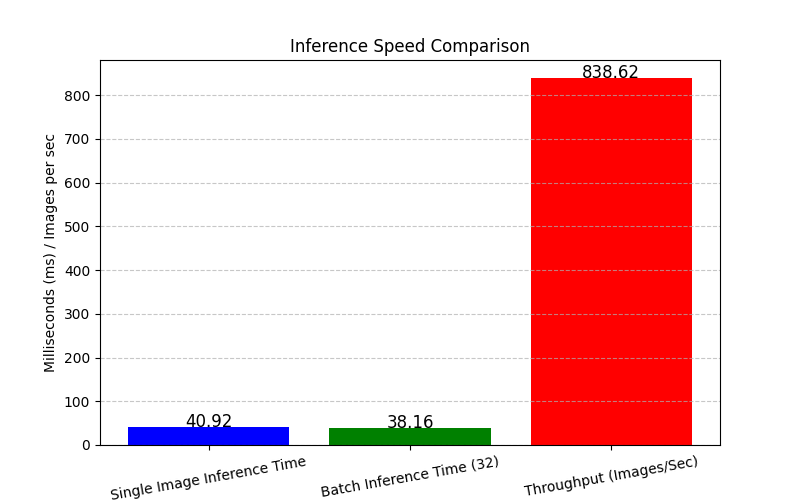 Inference Speed Comparison
Milliseconds (ms) / Images per sec
800
700
600
500
400
300
200
100
0
40.92
38.16
838.62
Single Image Inference Time
Batch Inference Time (32)
Throughput (Images/Sec)